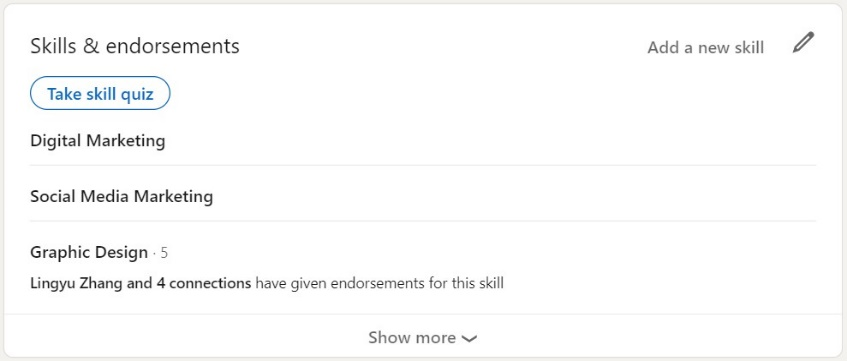 Skills & endorsements
Add a new skill
Take skill quiz
Digital Marketing
Social Media Marketing
Graphic Design · 5
Lingyu Zhang and 4 connections have given endorsements for this skill
Show more